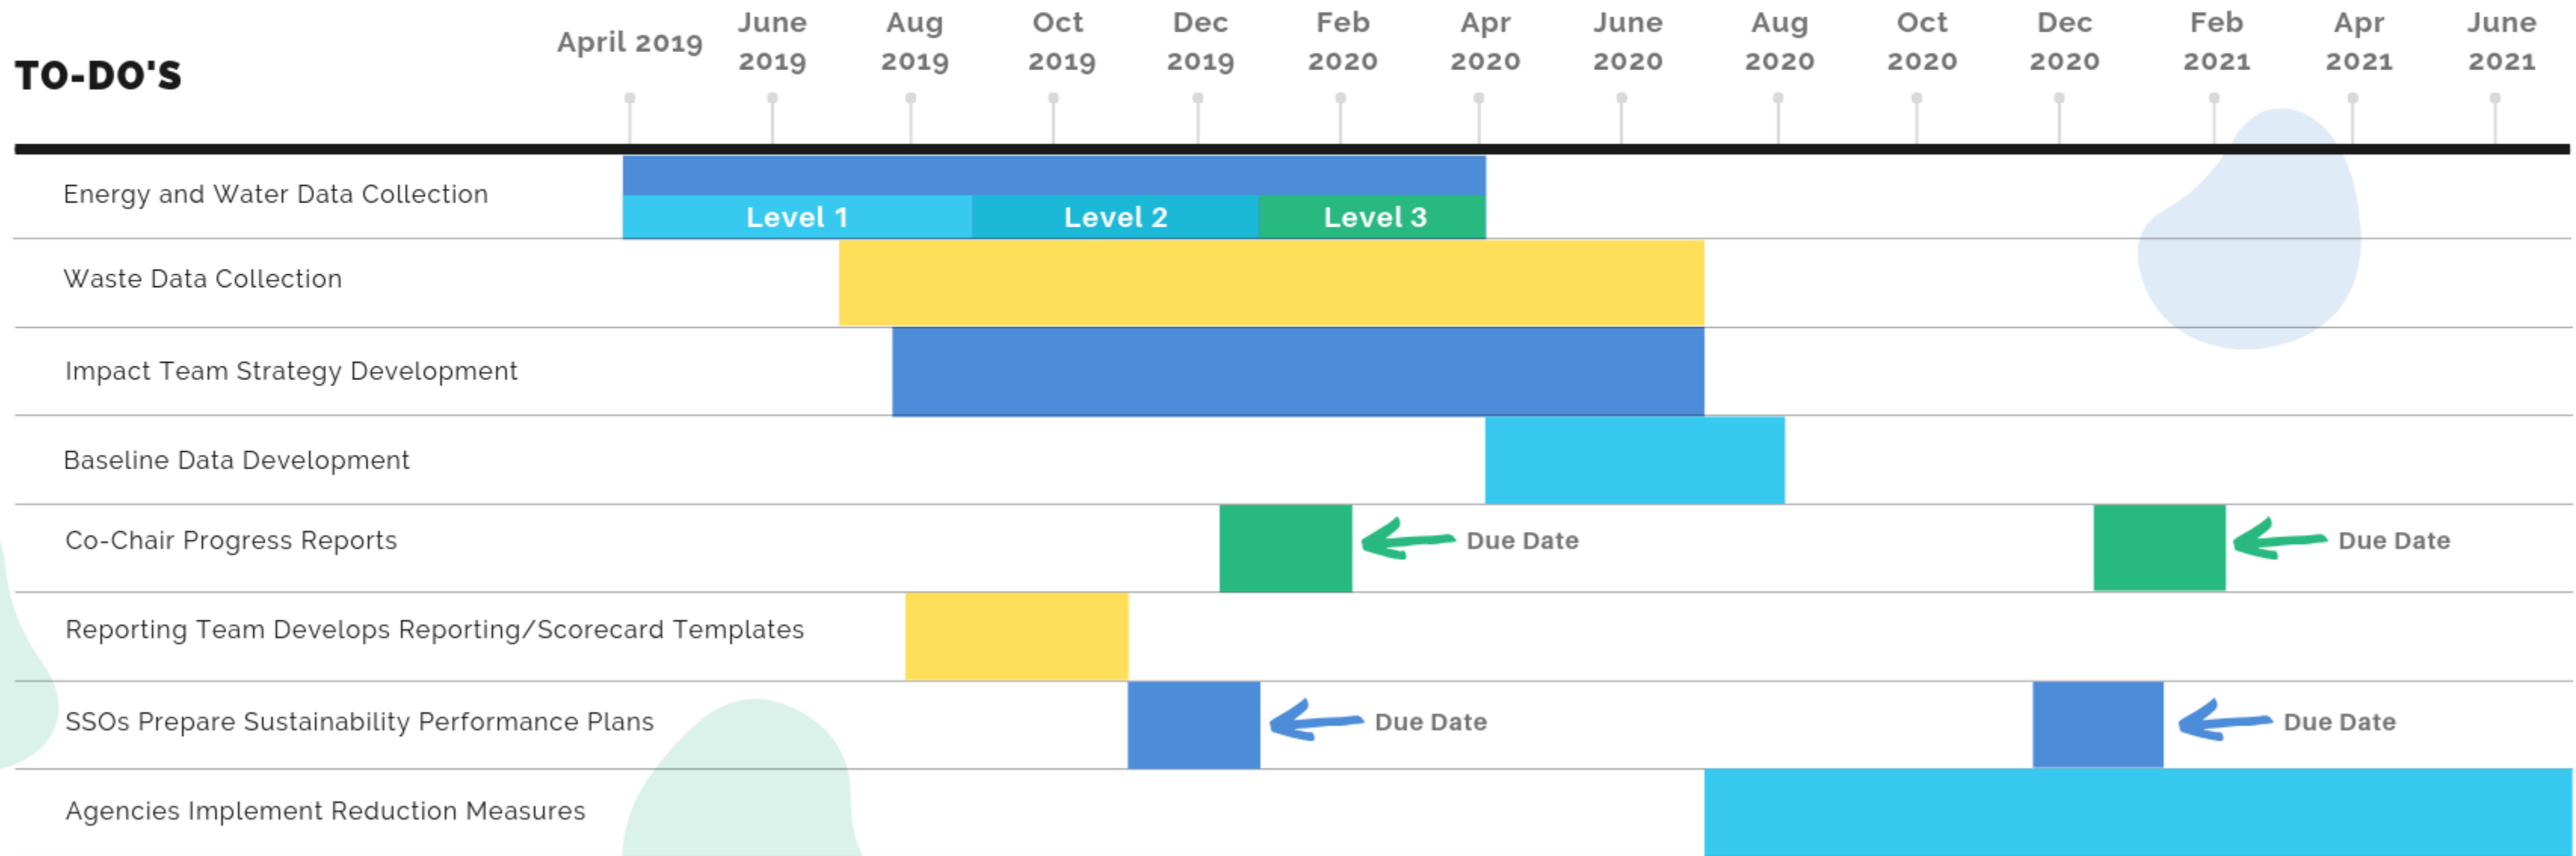 TO-DO'S
April 2019
June
2019
Aug
2019
Oct
2019
Dec
2019
Feb
2020
Apr
2020
June
2020
Aug
2020
Oct
2020
Dec
2020
Feb
2021
Apr
2021
June
2021
Energy and Water Data Collection
Level 1
Level 2
Level 3
Waste Data Collection
Impact Team Strategy Development
Baseline Data Development
Co-Chair Progress Reports
Due Date
Due Date
Reporting Team Develops Reporting/Scorecard Templates
SSOs Prepare Sustainability Performance Plans
Due Date
Due Date
Agencies Implement Reduction Measures